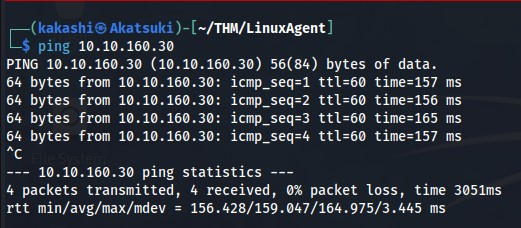 ┌──(kakashi㉿Akatsuki)-[~/THM/LinuxAgent]
└─$ ping 10.10.160.30
PING 10.10.160.30 (10.10.160.30) 56(84) bytes of data.
64 bytes from 10.10.160.30: icmp_seq=1 ttl=60 time=157 ms
64 bytes from 10.10.160.30: icmp_seq=2 ttl=60 time=156 ms
64 bytes from 10.10.160.30: icmp_seq=3 ttl=60 time=165 ms
64 bytes from 10.10.160.30: icmp_seq=4 ttl=60 time=157 ms
^C
File System
--- 10.10.160.30 ping statistics ---
4 packets transmitted, 4 received, 0% packet loss, time 3051ms
rtt min/avg/max/mdev = 156.428/159.047/164.975/3.445 ms